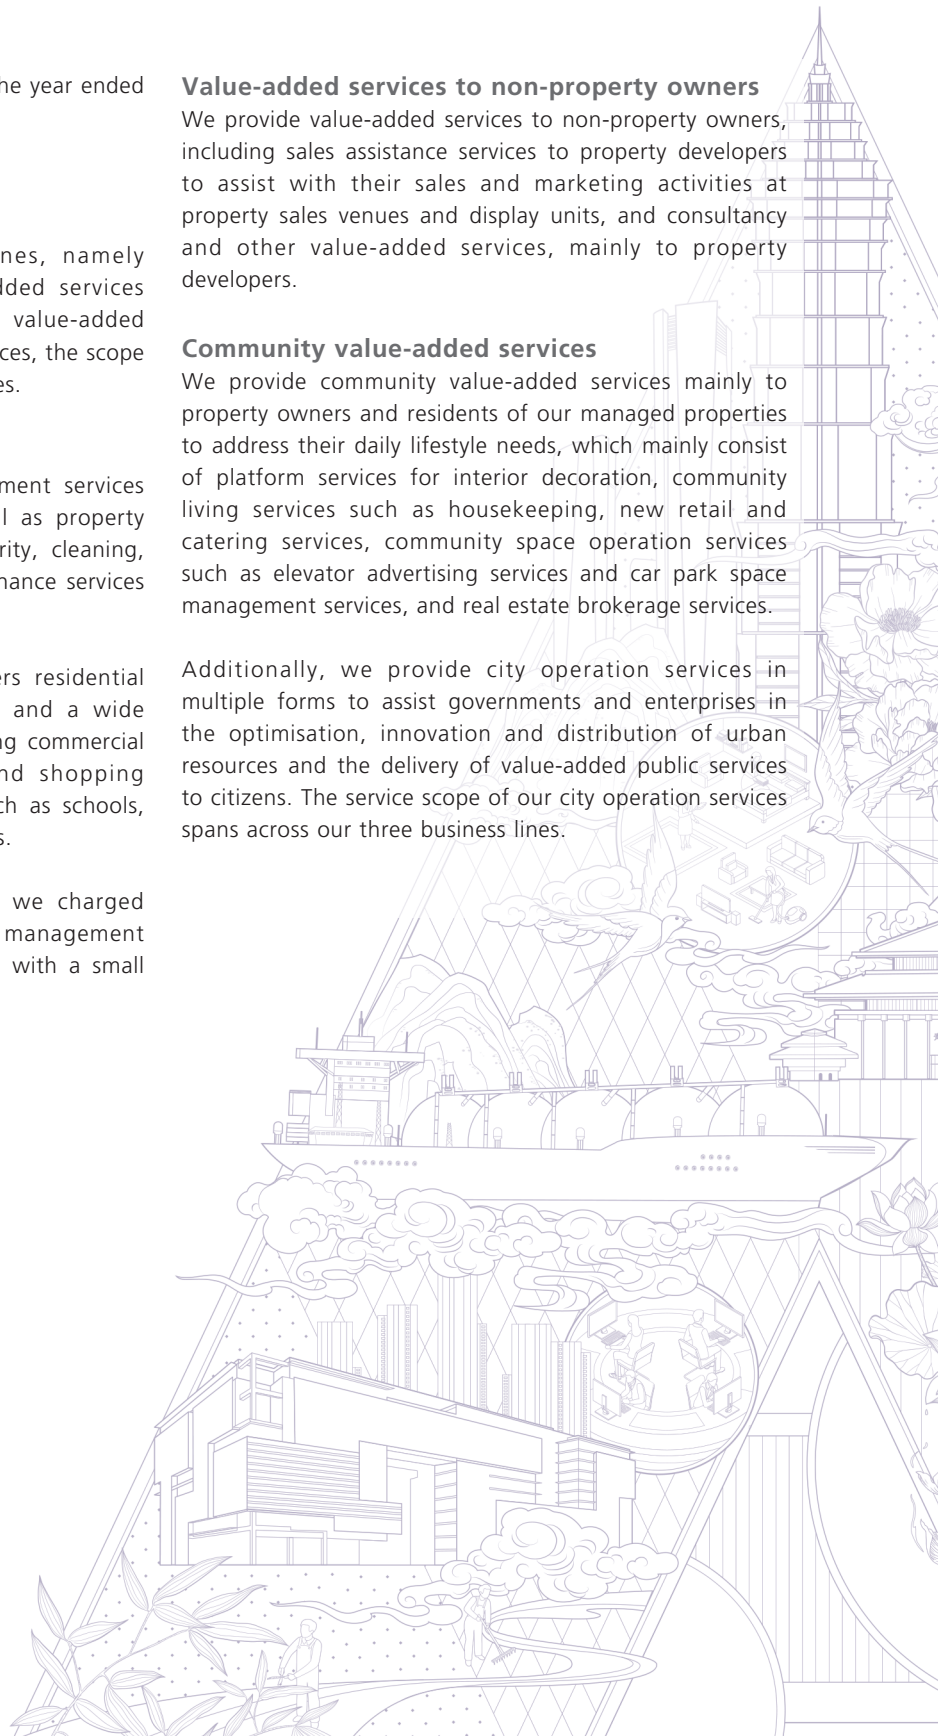 he year ended
nes, namely
dded services
value-added
ces, the scope
es.
ment services
l as property
rity, cleaning,
nance services
ers residential
and a wide
ng commercial
nd shopping
ch as schools,
s.
we charged
management
with a small
Value-added services to non-property owners
We provide value-added services to non-property owners,
including sales assistance services to property developers
to assist with their sales and marketing activities at
property sales venues and display units, and consultancy
and other value-added services, mainly to property
developers.
Community value-added services
We provide community value-added services mainly to
property owners and residents of our managed properties
to address their daily lifestyle needs, which mainly consist
of platform services for interior decoration, community
living services such as housekeeping, new retail and
catering services, community space operation services
such as elevator advertising services and car park space
management services, and real estate brokerage services.
Additionally, we provide city operation services in
multiple forms to assist governments and enterprises in
the optimisation, innovation and distribution of urban
resources and the delivery of value-added public services
to citizens. The service scope of our city operation services
spans across our three business lines.